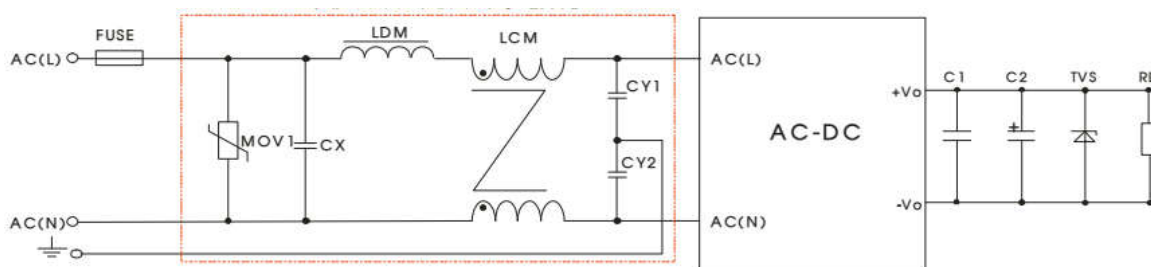 FUSE
LDM
LCM
AC(L)
AC(L)
CY1
MOV1
CX
CY2
AC(N)
AC(N)
AC-DC
+Vo
-Vo
C1
C2
TVS
+